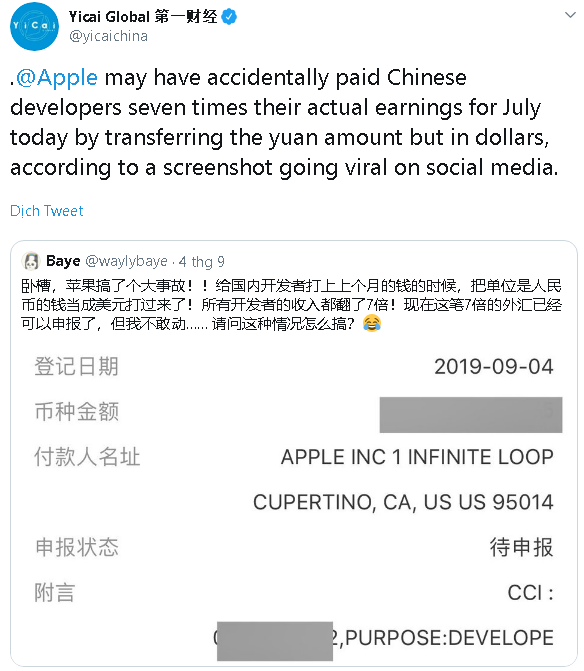 Yicai Global 第一财经
@yicaichina
.@Apple may have accidentally paid Chinese
developers seven times their actual earnings for July
today by transferring the yuan amount but in dollars,
according to a screenshot going viral on social media.
Dịch Tweet
Baye @waylybaye · 4 thg 9
卧槽，苹果搞了个大事故！！给国内开发者打上上个月的钱的时候，把单位是人民
币的钱当成美元打过来了！所有开发者的收入都翻了7倍！现在这笔7倍的外汇已经
可以申报了，但我不敢动...... 请问这种情况怎么搞？😂
登记日期 2019-09-04
币种金额
付款人名址 APPLE INC 1 INFINITE LOOP
CUPERTINO, CA, US US 95014
申报状态 待申报
附言 CCI :
2,PURPOSE:DEVELOPE